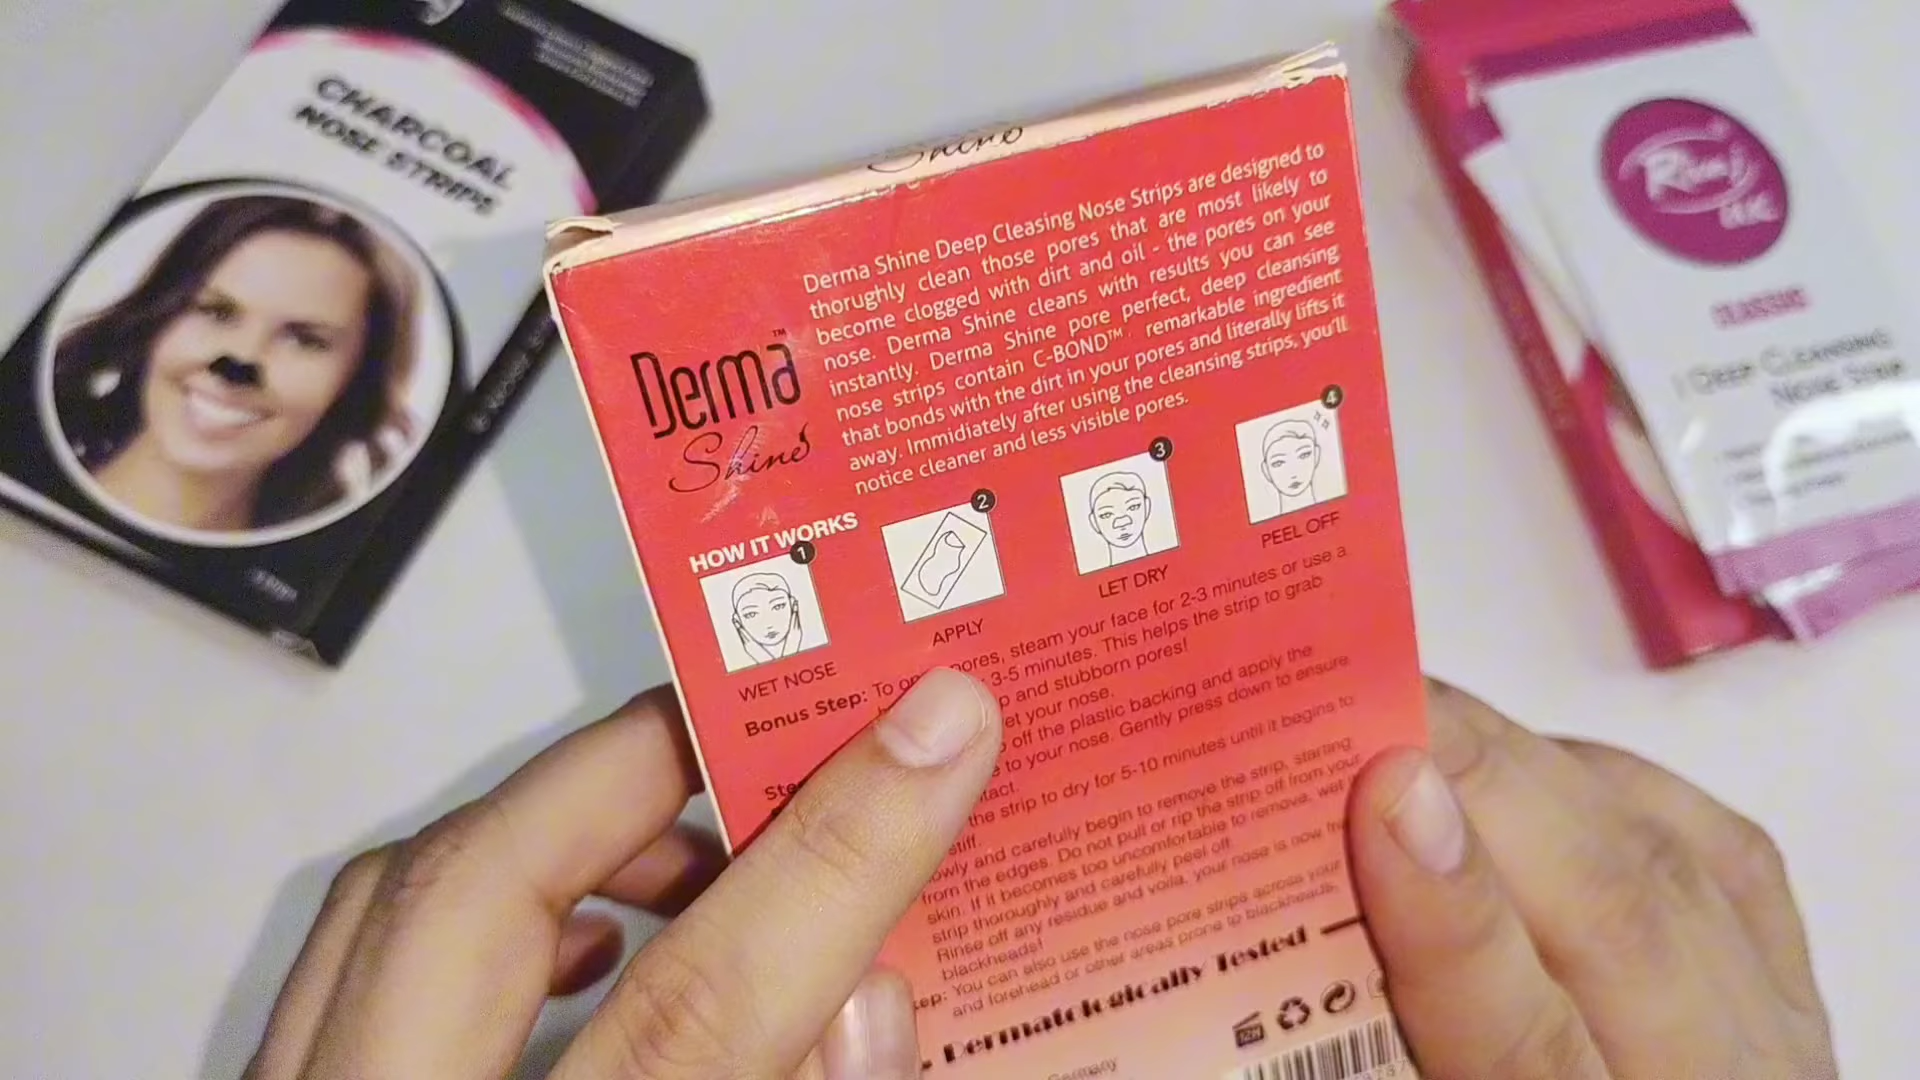 CHARCOAL
NOSE STRIPS
Shine
Derma Shine Deep Cleasing Nose Strips are designed to
thorughly clean those pores that are most likely to
become clogged with dirt and oil - the pores on your
nose. Derma Shine cleans with results you can see
instantly. Derma Shine pore perfect, deep cleansing
nose strips contain C-BOND™ remarkable ingredient
that bonds with the dirt in your pores and literally lifts it
away. Immidiately after using the cleansing strips, you'll
notice cleaner and less visible pores.
Derma™
Shine
HOW IT WORKS
1
2
3
4
WET NOSE
APPLY
LET DRY
PEEL OFF
Bonus Step: To pores, steam your face for 2-3 minutes or use a
3-5 minutes. This helps the strip to grab
and stubborn pores!
your nose.
off the plastic backing and apply the
to your nose. Gently press down to ensure
the strip to dry for 5-10 minutes until it begins to
stiff.
and carefully begin to remove the strip, starting
from the edges. Do not pull or rip the strip off from your
skin. If it becomes too uncomfortable to remove, wet
strip thoroughly and carefully peel off.
Rinse off any residue and voila, your nose is now
blackheads!
You can also use the nose pore strips across your
and forehead or other areas prone to blackheads.
Dermatologically Tested
Germany
CLASSIC
DEEP CLEANSING
NOSE STRIP